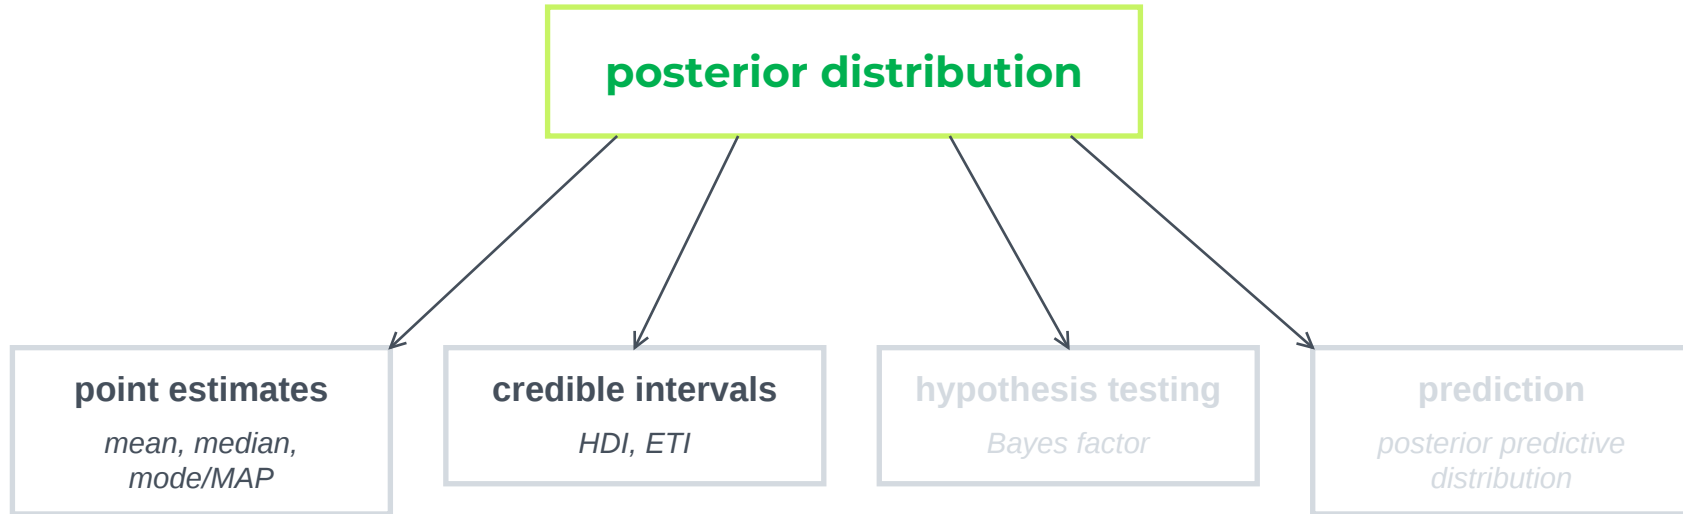 posterior distribution
point estimates
mean, median,
mode/MAP
credible intervals
HDI, ETI
hypothesis testing
Bayes factor
prediction
posterior predictive
distribution